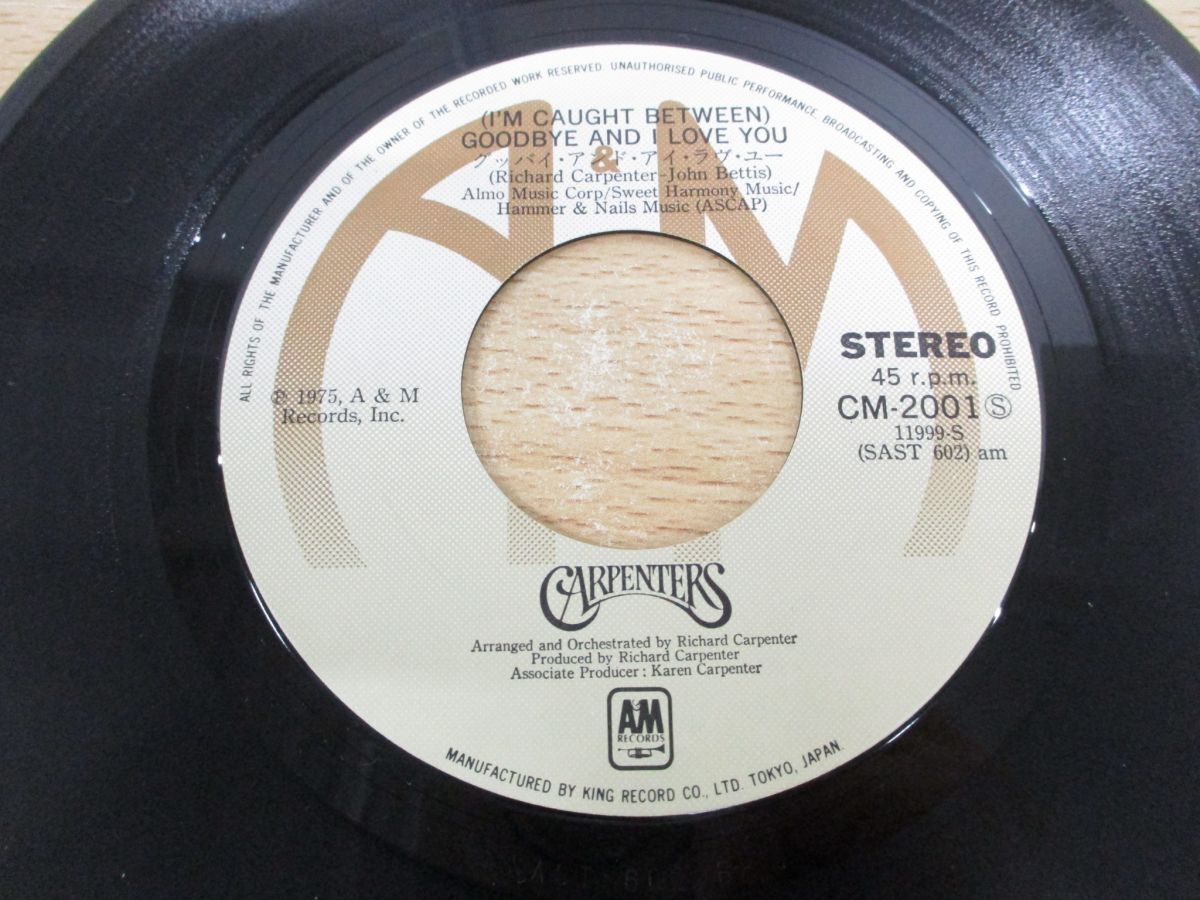 ALL RIGHTS OF THE MANUFACTURER AND OF THE OWNER OF THE RECORDED WORK RESERVED. UNAUTHORISED PUBLIC PERFORMANCE, BROADCASTING AND COPYING OF THIS RECORD PROHIBITED
(I'M CAUGHT BETWEEN)
GOODBYE AND I LOVE YOU
グッバイ・アンド・アイ・ラヴ・ユー
(Richard Carpenter-John Bettis)
Almo Music Corp/Sweet Harmony Music/
Hammer & Nails Music (ASCAP)
A&M
℗ 1975, A & M
Records, Inc.
STEREO
45 r.p.m.
CM-2001 Ⓢ
11999-S
(SAST 602) am
CARPENTERS
Arranged and Orchestrated by Richard Carpenter
Produced by Richard Carpenter
Associate Producer: Karen Carpenter
A&M
RECORDS
MANUFACTURED BY KING RECORD CO., LTD. TOKYO, JAPAN.